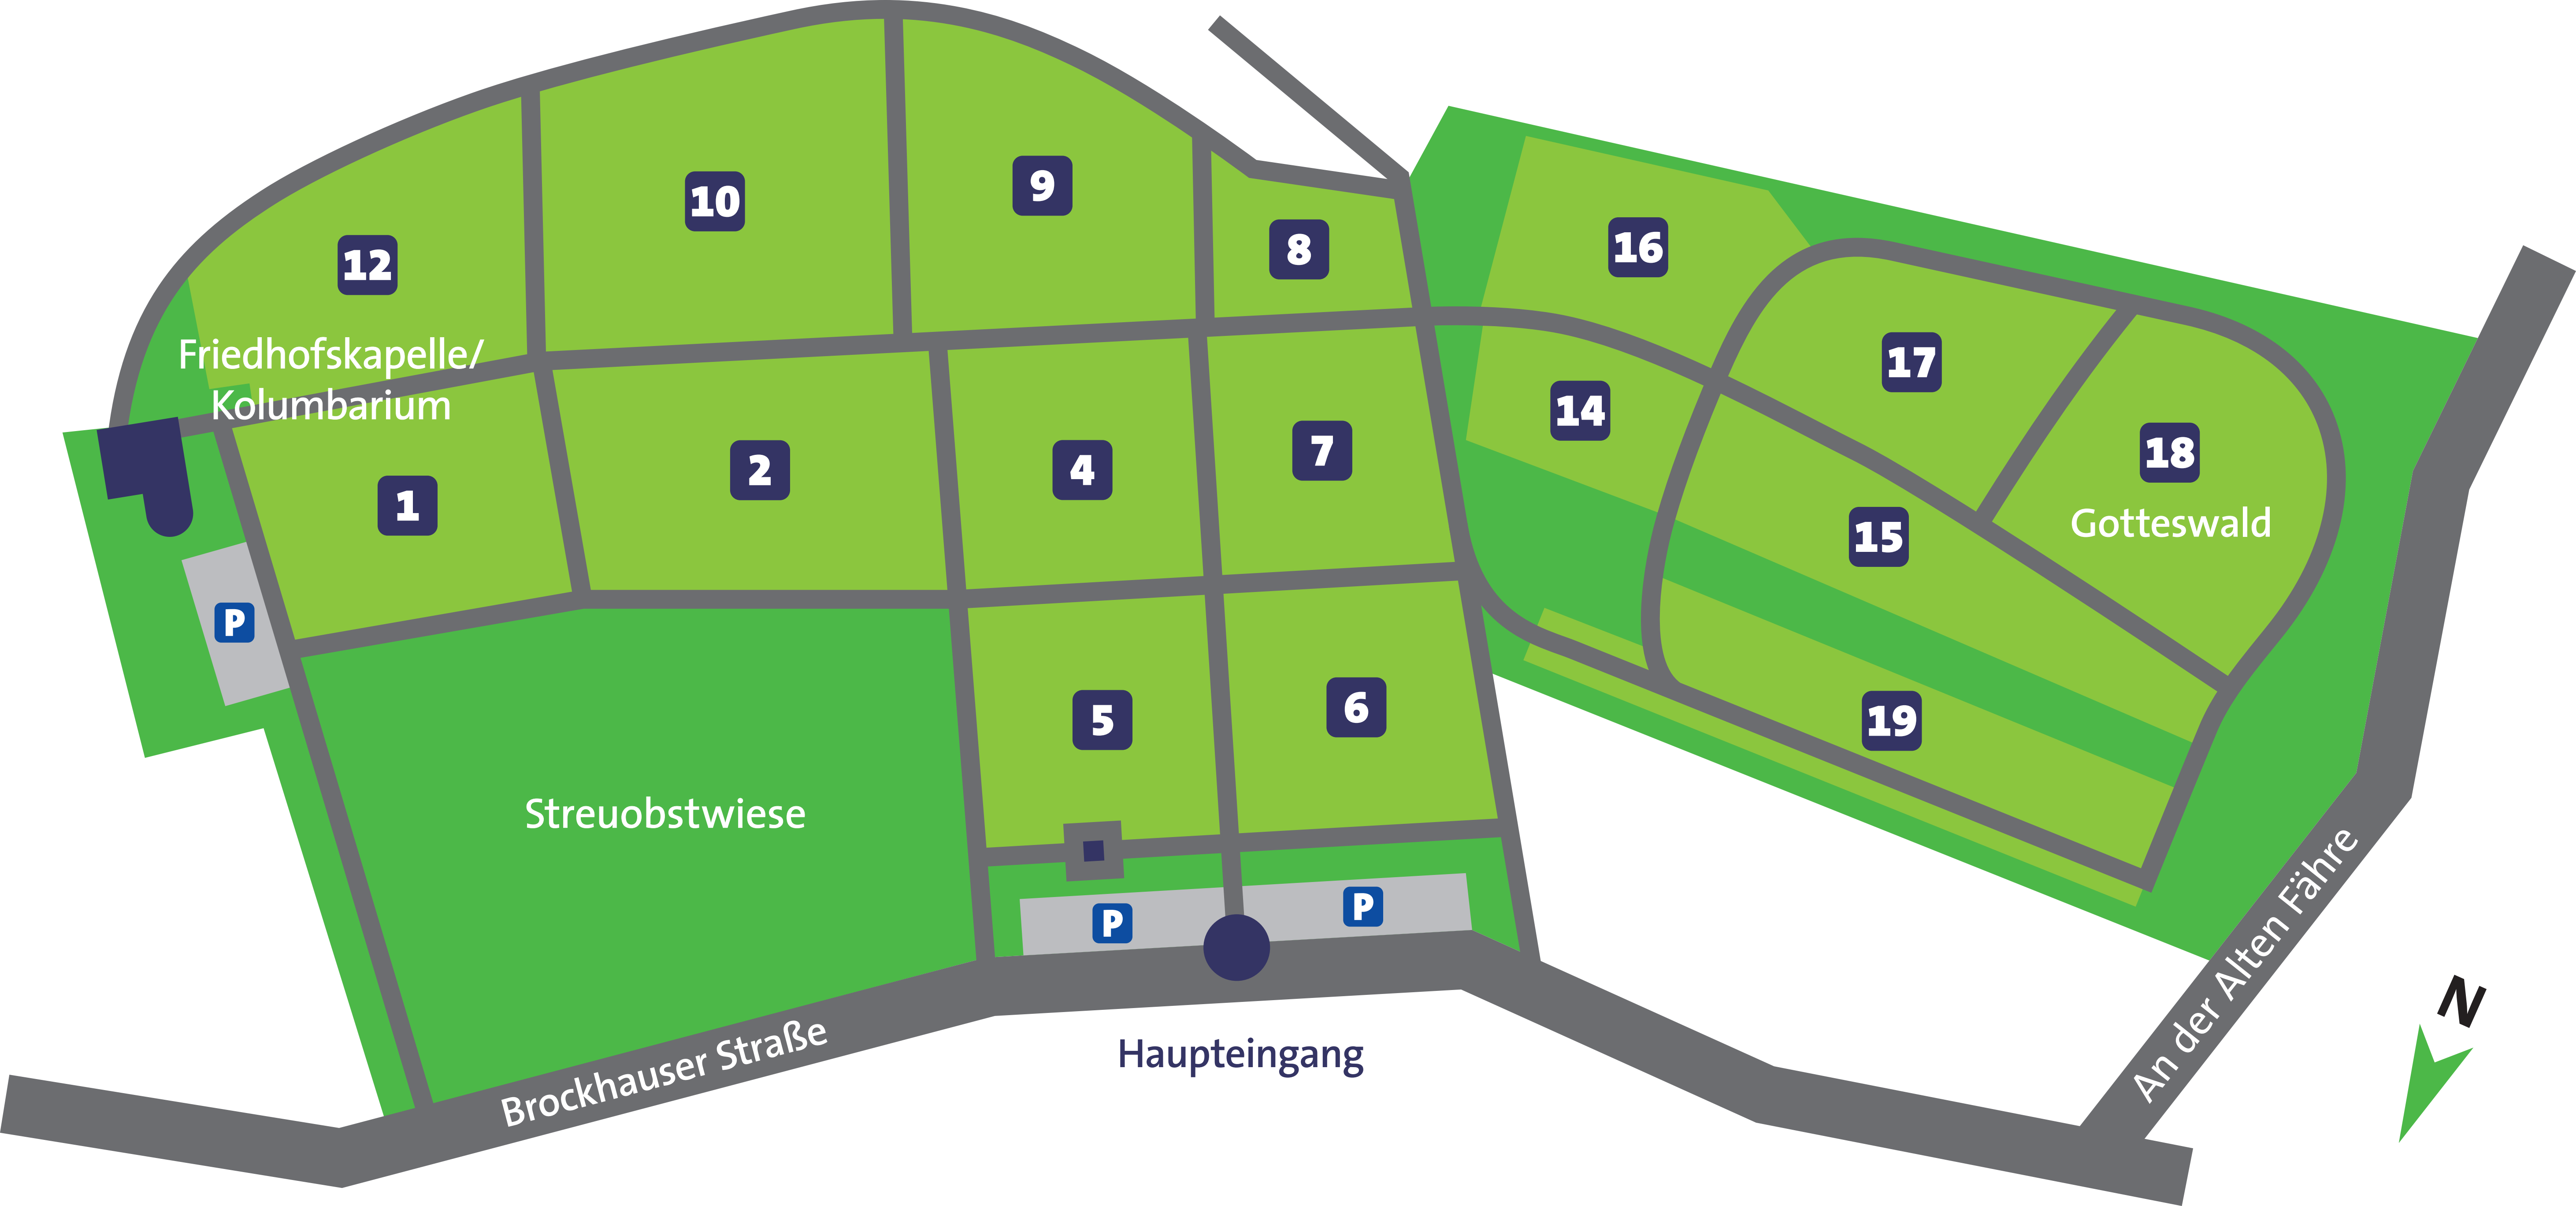 9
10
8
16
12
Friedhofskapelle/
Kolumbarium
17
14
7
18
2
4
1
Gotteswald
15
P
6
5
19
Streuobstwiese
P
P
An der Alten Fähre
N
Brockhauser Straße
Haupteingang